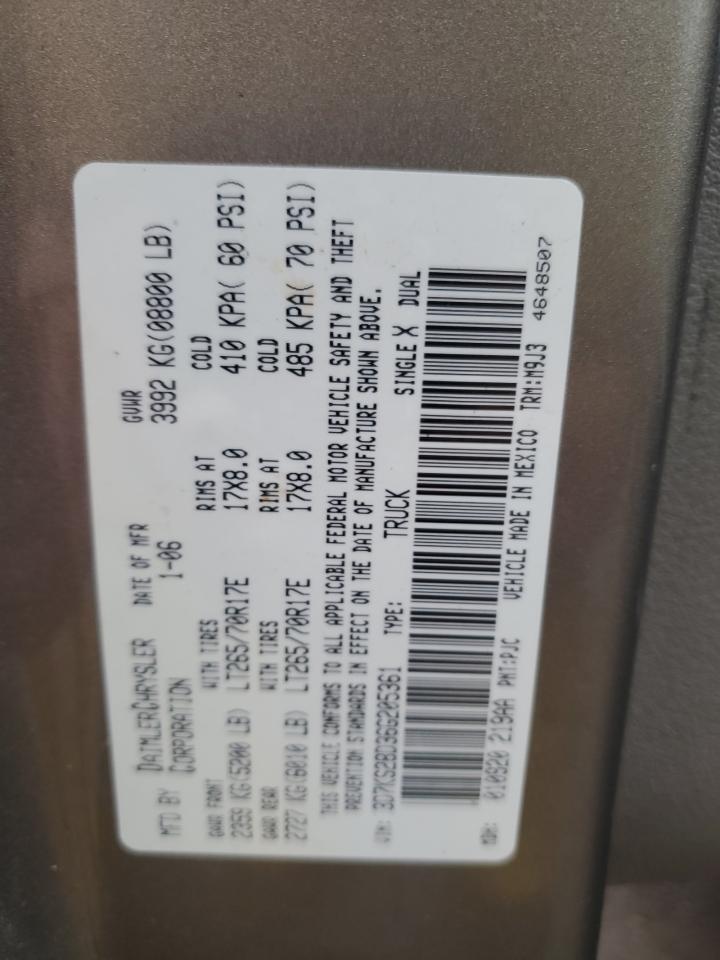 MFD BY DAIMLERCHRYSLER CORPORATION
DATE OF MFR 1-06
GVWR 3992 KG(08800 LB)
GAWR FRONT WITH TIRES RIMS AT COLD
2359 KG(5200 LB) LT265/70R17E 17X8.0 410 KPA( 60 PSI)
GAWR REAR WITH TIRES RIMS AT COLD
2727 KG(6010 LB) LT265/70R17E 17X8.0 485 KPA( 70 PSI)
THIS VEHICLE CONFORMS TO ALL APPLICABLE FEDERAL MOTOR VEHICLE SAFETY AND THEFT
PREVENTION STANDARDS IN EFFECT ON THE DATE OF MANUFACTURE SHOWN ABOVE.
VIN: 3D7KS28D36G205361 TYPE: TRUCK SINGLE X DUAL
MDH: 010920 219AA PNT:PJC VEHICLE MADE IN MEXICO TRM:M9J3
4648507